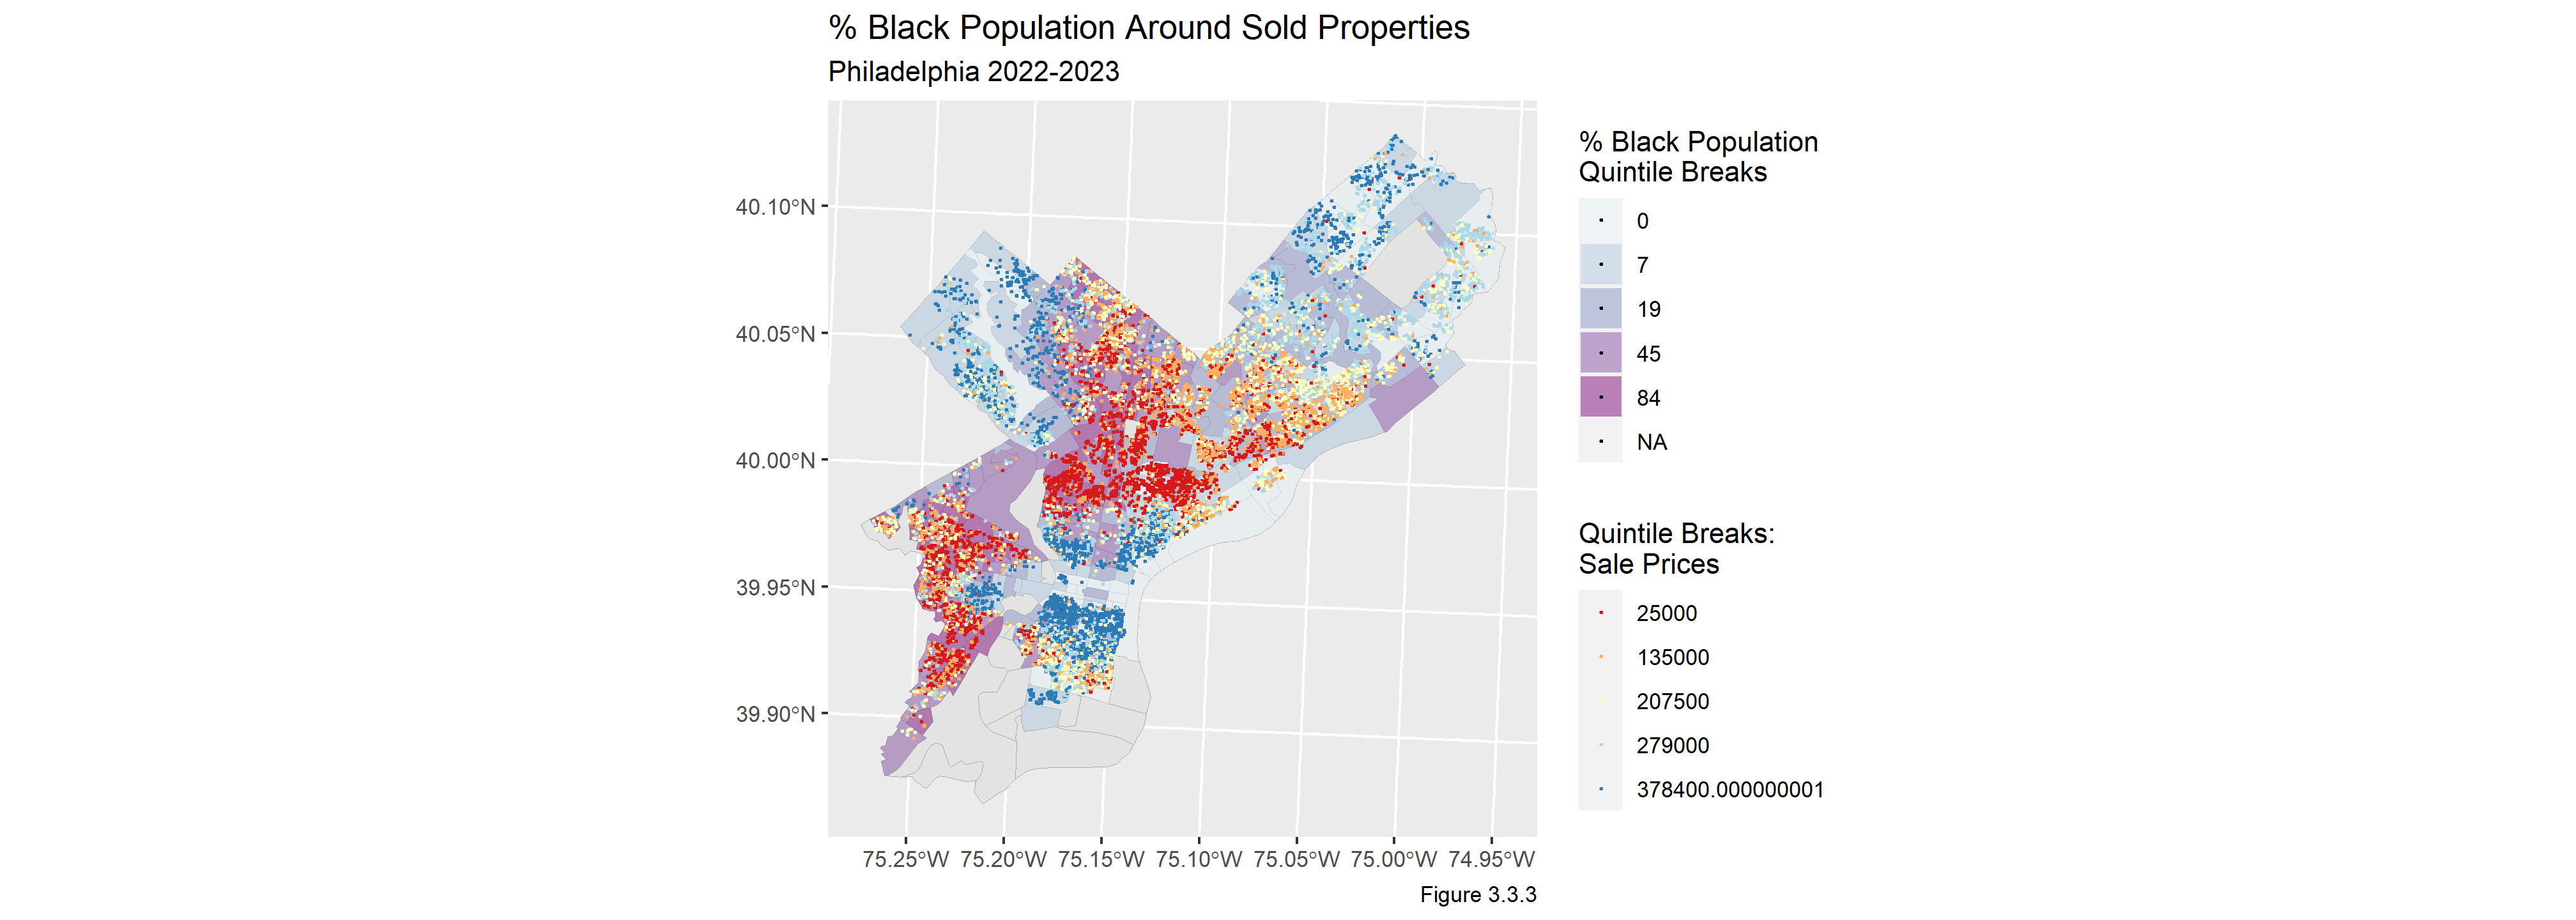 % Black Population Around Sold Properties
Philadelphia 2022-2023
40.10°N
40.05°N
40.00°N
39.95°N
39.90°N
75.25°W 75.20°W 75.15°W 75.10°W 75.05°W 75.00°W 74.95°W
% Black Population
Quintile Breaks
0
7
19
45
84
NA
Quintile Breaks:
Sale Prices
25000
135000
207500
279000
378400.000000001
Figure 3.3.3